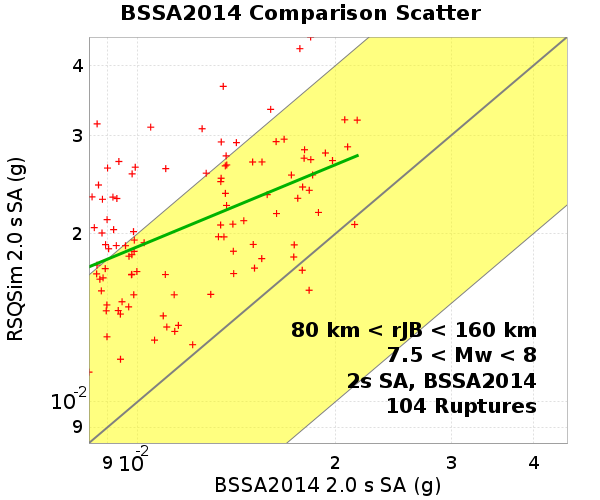 BSSA2014 Comparison Scatter
RSQSim 2.0 s SA (g)
4
3
2
10-2
9
80 km < rJB < 160 km
7.5 < Mw < 8
2s SA, BSSA2014
104 Ruptures
9 10-2 2 3 4
BSSA2014 2.0 s SA (g)